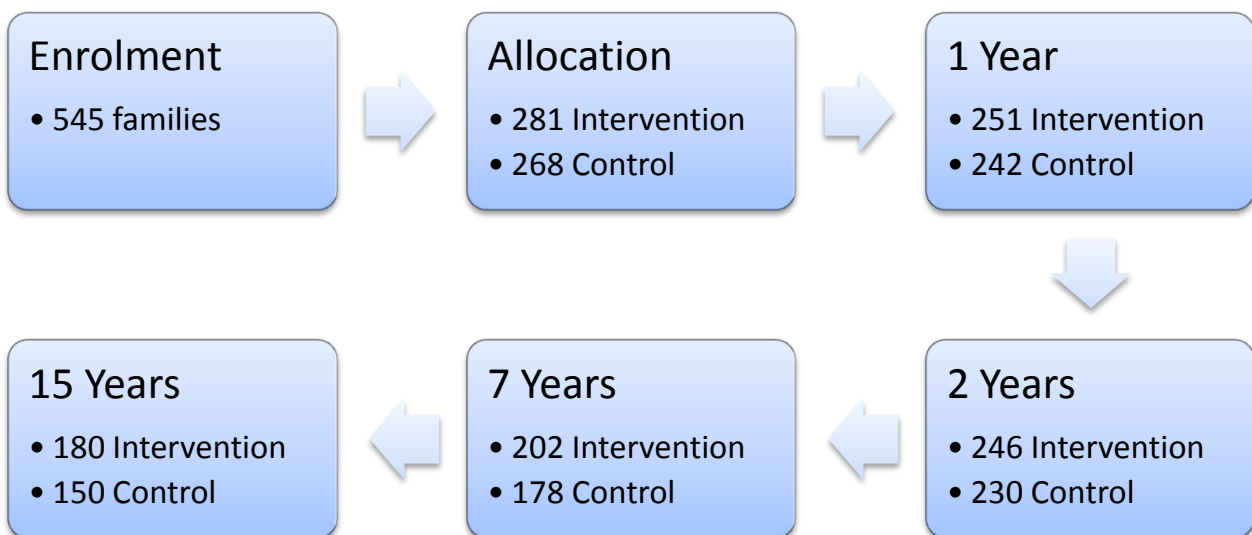 Enrolment
• 545 families
Allocation
• 281 Intervention
• 268 Control
1 Year
• 251 Intervention
• 242 Control
2 Years
• 246 Intervention
• 230 Control
7 Years
• 202 Intervention
• 178 Control
15 Years
• 180 Intervention
• 150 Control